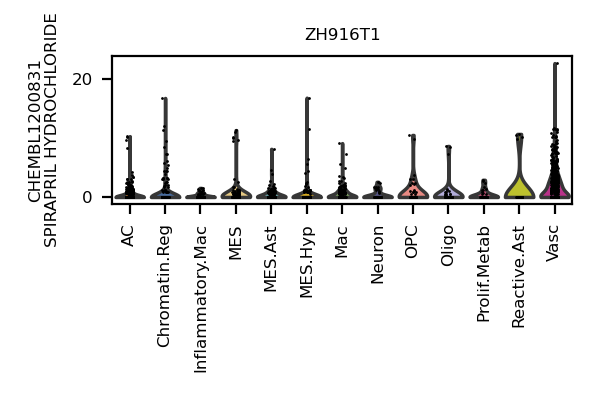 ZH916T1
CHEMBL1200831
SPIRAPRIL HYDROCHLORIDE
20
0
AC
Chromatin.Reg
Inflammatory.Mac
MES
MES.Ast
MES.Hyp
Mac
Neuron
OPC
Oligo
Prolif.Metab
Reactive.Ast
Vasc